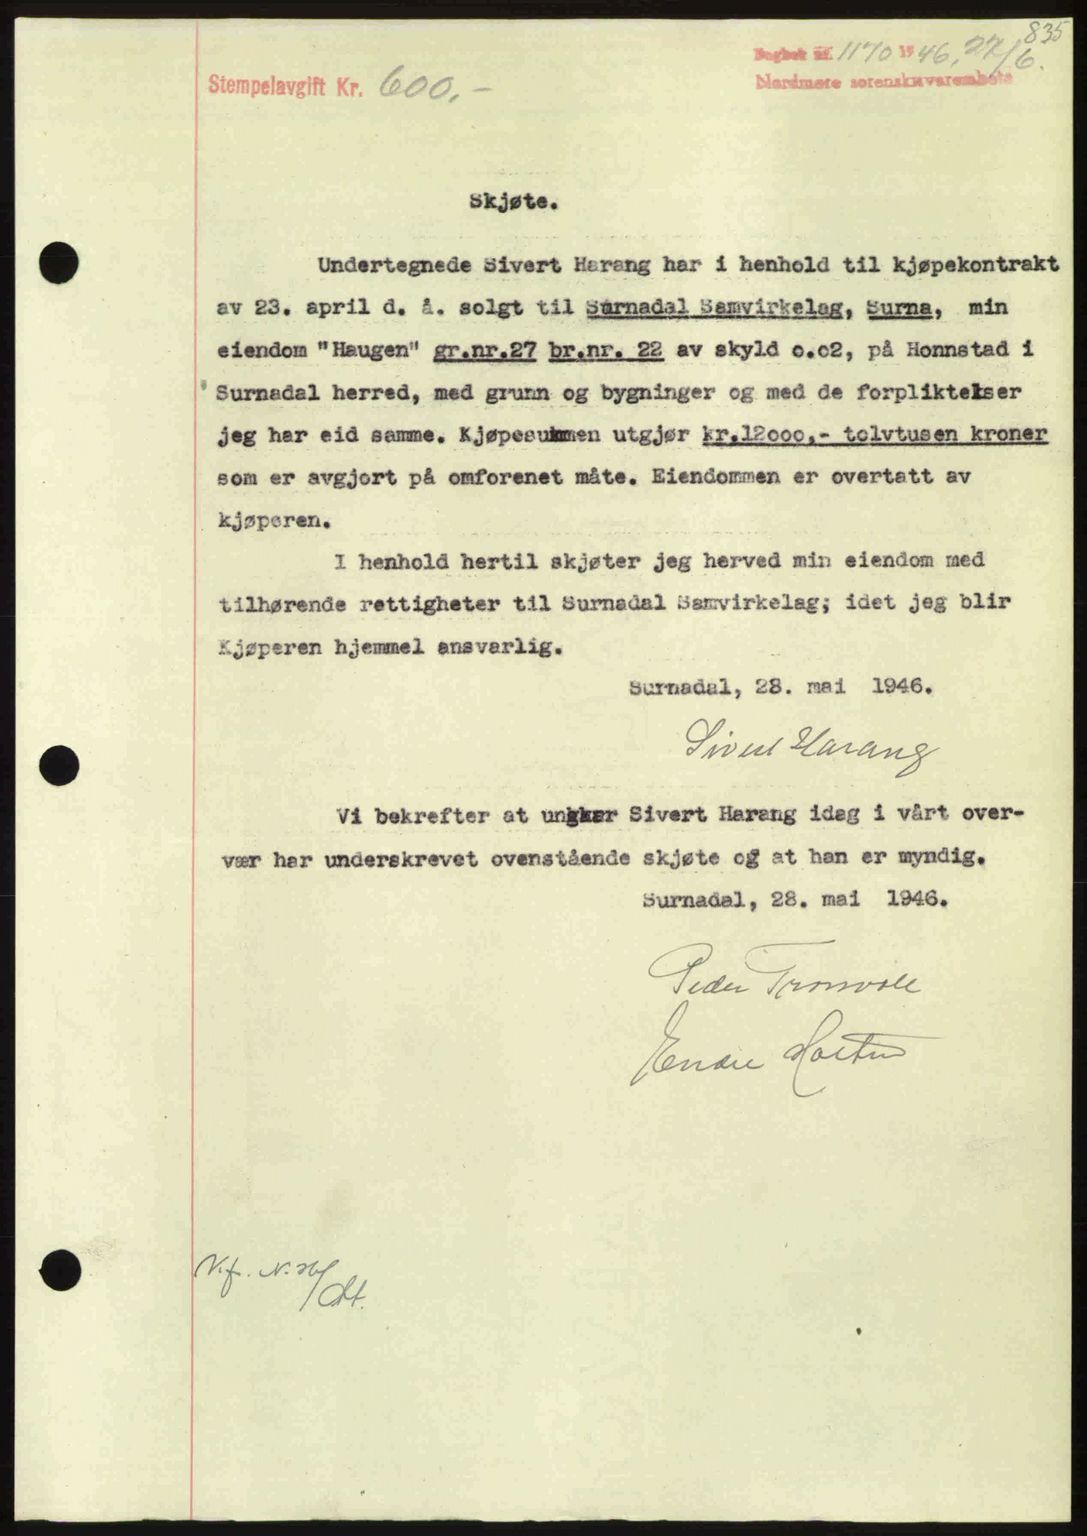 835
Dagbok nr. 1170 1946, 27/6.
Stempelavgift Kr. 600,-
Nordmøre sorenskriverembete
Skjøte.
Undertegnede Sivert Harang har i henhold til kjøpekontrakt
av 23. april d. å. solgt til Surnadal Samvirkelag, Surna, min
eiendom "Haugen" gr.nr.27 br.nr. 22 av skyld o.o2, på Honnstad i
Surnadal herred, med grunn og bygninger og med de forpliktelser
jeg har eid samme. Kjøpesummen utgjør kr.12ooo,- tolvtusen kroner
som er avgjort på omforenet måte. Eiendommen er overtatt av
kjøperen.
I henhold hertil skjøter jeg herved min eiendom med
tilhørende rettigheter til Surnadal Samvirkelag; idet jeg blir
Kjøperen hjemmel ansvarlig.
Surnadal, 28. mai 1946.
Sivert Harang
Vi bekrefter at ungkar Sivert Harang idag i vårt over-
vær har underskrevet ovenstående skjøte og at han er myndig.
Surnadal, 28. mai 1946.
Peder Tronvoll
Endre Holten